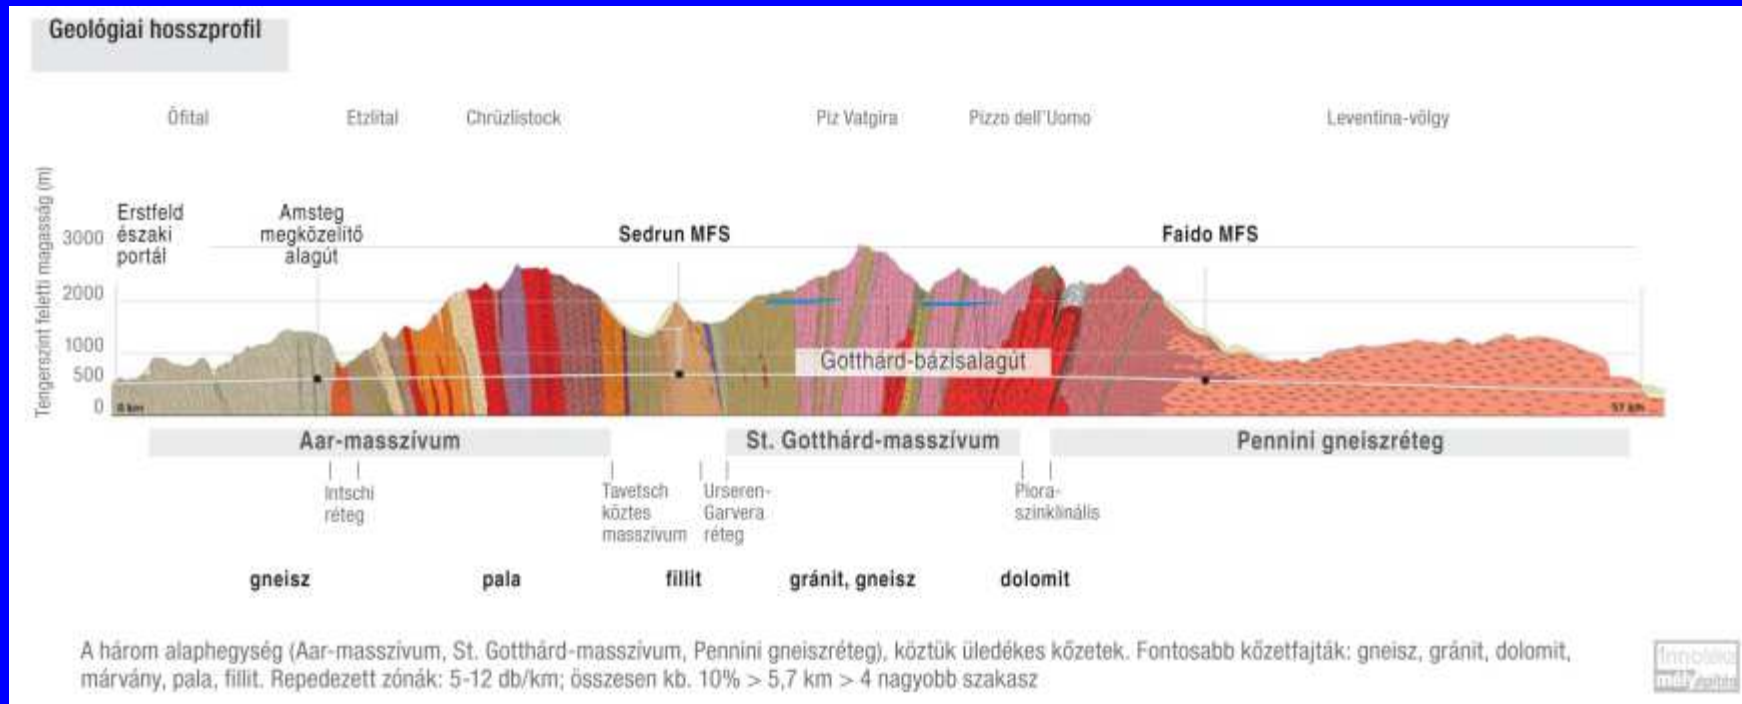 Geológiai hosszprofil
Öfital Etzlital Chrüzlistock Piz Vatgira Pizzo dell'Uomo Leventina-völgy
Tengerszint feletti magasság (m)
Erstfeld
északi
portál
Amsteg
megközelítő
alagút
Sedrun MFS
Faido MFS
3000
2000
1000
500
0
0 km
57 km
Gotthárd-bázisalagút
Aar-masszívum St. Gotthárd-masszívum Pennini gneiszréteg
Intschi
réteg
Tavetsch
köztes
masszívum
Urseren-
Garvera
réteg
Piora-
szinklinális
gneisz pala fillit gránit, gneisz dolomit
A három alaphegység (Aar-masszívum, St. Gotthárd-masszívum, Pennini gneiszréteg), köztük üledékes kőzetek. Fontosabb kőzetfajták: gneisz, gránit, dolomit,
márvány, pala, fillit. Repedezett zónák: 5-12 db/km; összesen kb. 10% > 5,7 km > 4 nagyobb szakasz
Innotéka
mélyépítés